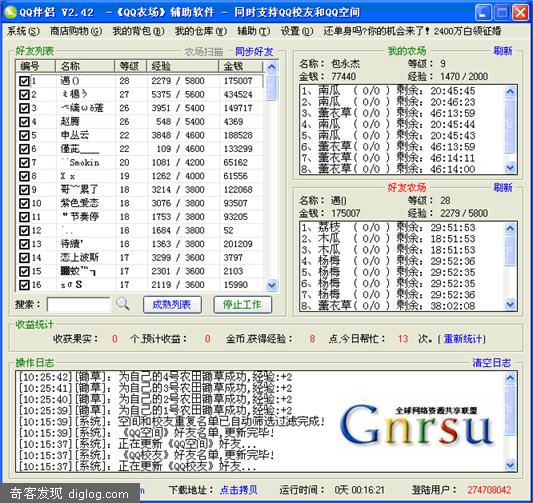 QQ伴侣 V2.42 -《QQ农场》辅助软件 - 同时支持QQ校友和QQ空间
系统(S) 商店购物(G) 我的背包(B) 我的仓库(W) 辅助(T) 设置(D) 还单身吗?你的机会来了! 2400万白领征婚
好友列表 农场扫描 - 同步好友
编号 名称 等级 经验 金钱
1 28 2279 / 5800 175007
2 27 5375 / 5600 434524
3 26 3951 / 5400 149717
4 赵腾 26 548 / 5400 4369
5 申丛云 22 3848 / 4600 188528
6 22 109 / 4600 133299
7 Smokin 20 1081 / 4200 65162
8 X x 19 1262 / 4000 61556
9 哥︸累了 18 3214 / 3800 122068
10 紫色爱恋 18 3076 / 3800 93507
11 〃节奏停 18 1753 / 3800 93205
12 18 1684 / 3800 52
13 待续' 18 1363 / 3800 201209
14 恋上波斯 17 3299 / 3600 3797
15 17 2301 / 3600 2103
16 17 2119 / 3600 15990
搜索: 成熟列表 停止工作
我的农场 刷新
名称: 包永杰 等级: 9
金钱: 77440 经验: 1470 / 2000
1、南瓜 ( 0/0 ) 剩余: 20:45:45
2、南瓜 ( 0/0 ) 剩余: 20:45:23
3、薰衣草( 0/0 ) 剩余: 46:13:59
4、南瓜 ( 0/0 ) 剩余: 20:45:44
5、南瓜 ( 0/0 ) 剩余: 20:45:43
6、薰衣草( 0/0 ) 剩余: 46:13:59
7、薰衣草( 0/0 ) 剩余: 46:14:11
8、薰衣草( 0/0 ) 剩余: 46:14:00
好友农场 刷新
名称: 等级: 28
金钱: 175007 经验: 2279 / 5800
1、荔枝 ( 0/0 ) 剩余: 29:51:53
2、木瓜 ( 0/0 ) 剩余: 18:51:53
3、木瓜 ( 0/0 ) 剩余: 18:51:53
4、杨梅 ( 0/0 ) 剩余: 29:52:36
5、杨梅 ( 0/0 ) 剩余: 29:52:35
6、杨梅 ( 0/0 ) 剩余: 29:51:35
7、杨梅 ( 0/0 ) 剩余: 29:51:36
8、薰衣草( 0/0 ) 剩余: 38:02:08
收益统计
收获果实: 0 个.预计收益: 0 金币.获得经验: 8 点.今日帮忙: 13 次。(重新统计)
操作日志 清空日志
[10:25:42][锄草]: 为自己的4号农田锄草成功,经验:+2
[10:25:41][锄草]: 为自己的3号农田锄草成功,经验:+2
[10:25:40][锄草]: 为自己的2号农田锄草成功,经验:+2
[10:25:39][锄草]: 为自己的1号农田锄草成功,经验:+2
[10:15:39][系统]: 空间和校友重复名单已自动筛选过滤完成!
[10:15:39][系统]: 《QQ空间》好友名单,更新完毕!
[10:15:37][系统]: 正在更新《QQ空间》好友...
[10:15:37][系统]: 《QQ校友》好友名单,更新完毕!
[10:15:37][系统]: 正在更新《QQ校友》好友...
全球网络资源共享联盟
Gnrsu
奇客发现 diglog.com
下载地址: 点击拷贝 运行时间: 0天 00:16:21 登陆用户: 274708042